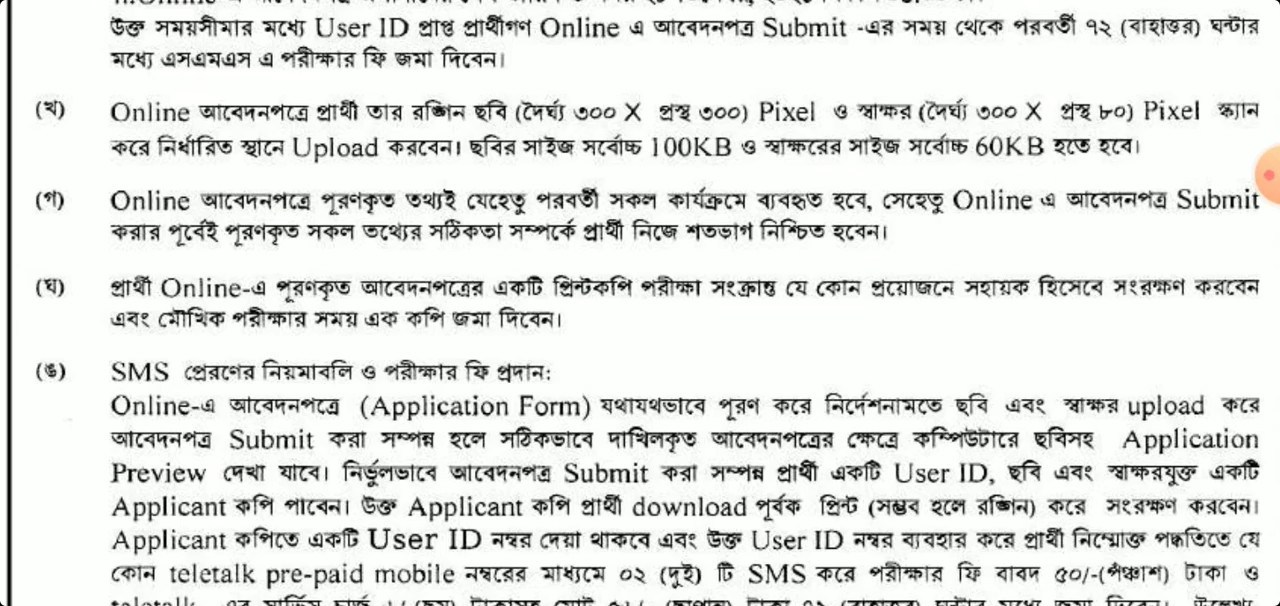 উক্ত সময়সীমার মধ্যে User ID প্রাপ্ত প্রার্থীগণ Online এ আবেদনপত্র Submit -এর সময় থেকে পরবর্তী ৭২ (বাহাত্তর) ঘন্টার
মধ্যে এসএমএস এ পরীক্ষার ফি জমা দিবেন।
(খ) Online আবেদনপত্রে প্রার্থী তার রঙ্গিন ছবি (দৈর্ঘ্য ৩০০ X প্রস্থ ৩০০) Pixel ও স্বাক্ষর (দৈর্ঘ্য ৩০০ X প্রস্থ ৮০) Pixel স্ক্যান
করে নির্ধারিত স্থানে Upload করবেন। ছবির সাইজ সর্বোচ্চ 100KB ও স্বাক্ষরের সাইজ সর্বোচ্চ 60KB হতে হবে।
(গ) Online আবেদনপত্রে পূরণকৃত তথ্যই যেহেতু পরবর্তী সকল কার্যক্রমে ব্যবহৃত হবে, সেহেতু Online এ আবেদনপত্র Submit
করার পূর্বেই পূরণকৃত সকল তথ্যের সঠিকতা সম্পর্কে প্রার্থী নিজে শতভাগ নিশ্চিত হবেন।
(ঘ) প্রার্থী Online-এ পূরণকৃত আবেদনপত্রের একটি প্রিন্টকপি পরীক্ষা সংক্রান্ত যে কোন প্রয়োজনে সহায়ক হিসেবে সংরক্ষণ করবেন
এবং মৌখিক পরীক্ষার সময় এক কপি জমা দিবেন।
(ঙ) SMS প্রেরণের নিয়মাবলি ও পরীক্ষার ফি প্রদান:
Online-এ আবেদনপত্রে (Application Form) যথাযথভাবে পূরণ করে নির্দেশনামতে ছবি এবং স্বাক্ষর upload করে
আবেদনপত্র Submit করা সম্পন্ন হলে সঠিকভাবে দাখিলকৃত আবেদনপত্রের ক্ষেত্রে কম্পিউটারে ছবিসহ Application
Preview দেখা যাবে। নির্ভুলভাবে আবেদনপত্র Submit করা সম্পন্ন প্রার্থী একটি User ID, ছবি এবং স্বাক্ষরযুক্ত একটি
Applicant কপি পাবেন। উক্ত Applicant কপি প্রার্থী download পূর্বক প্রিন্ট (সম্ভব হলে রঙ্গিন) করে সংরক্ষণ করবেন।
Applicant কপিতে একটি User ID নম্বর দেয়া থাকবে এবং উক্ত User ID নম্বর ব্যবহার করে প্রার্থী নিম্নোক্ত পদ্ধতিতে যে
কোন teletalk pre-paid mobile নম্বরের মাধ্যমে ০২ (দুই) টি SMS করে পরীক্ষার ফি বাবদ ৫০/-(পঁঞ্চাশ) টাকা ও